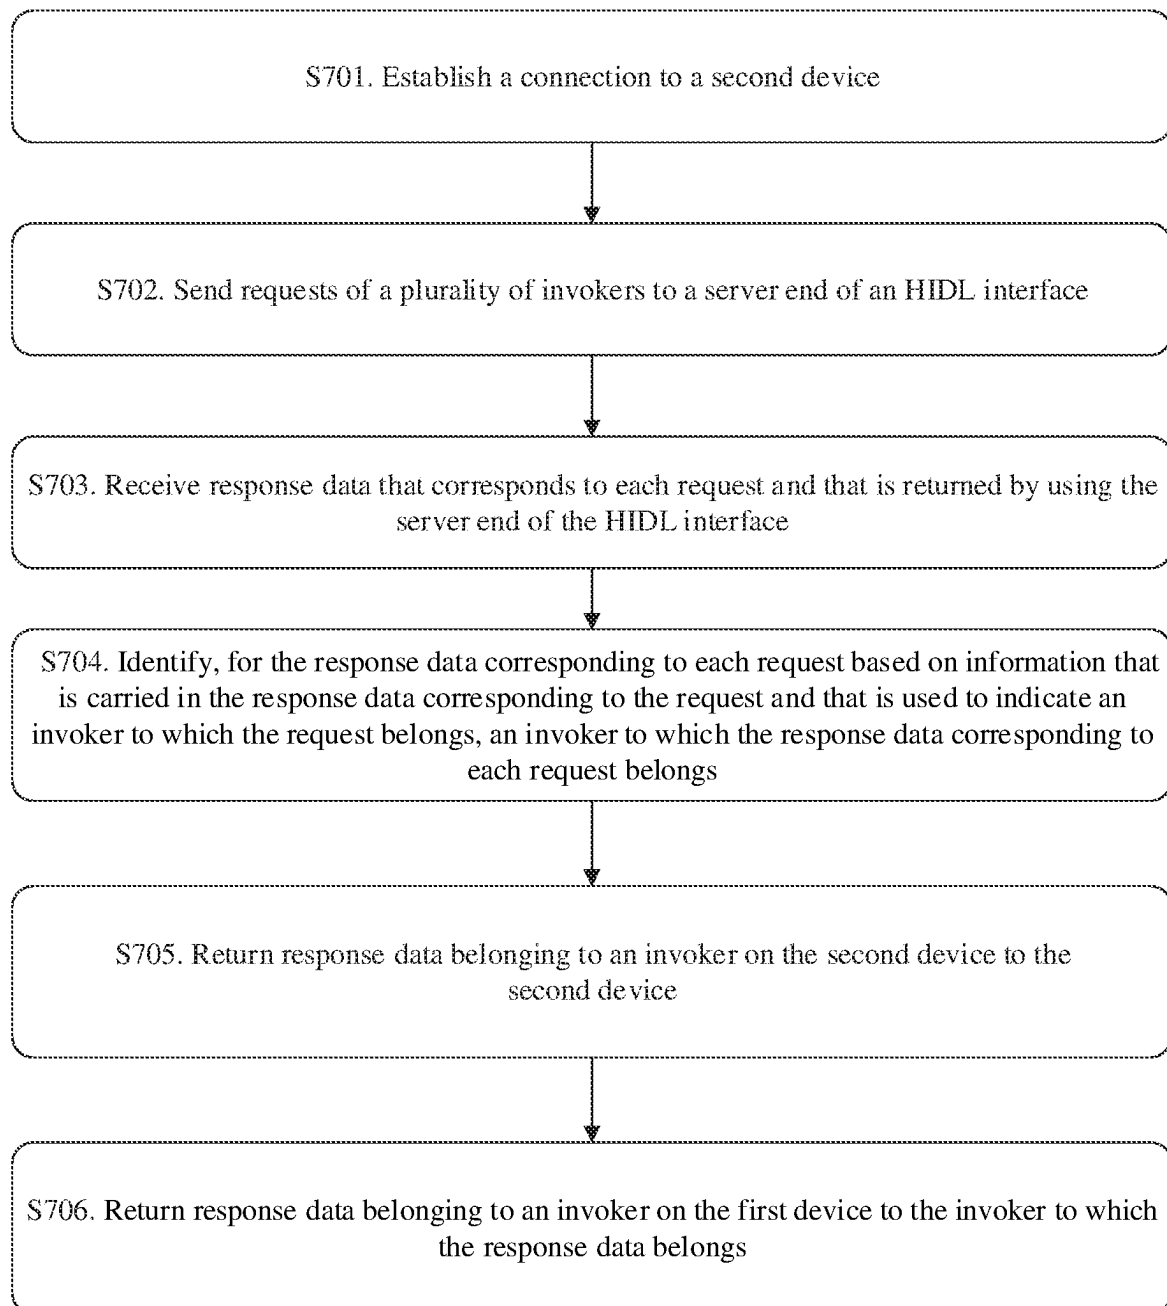 S701. Establish a connection to a second device
S702. Send requests of a plurality of invokers to a server end of an HIDL interface
S703. Receive response data that corresponds to each request and that is returned by using the
server end of the HIDL interface
S704. Identify, for the response data corresponding to each request based on information that
is carried in the response data corresponding to the request and that is used to indicate an
invoker to which the request belongs, an invoker to which the response data corresponding to
each request belongs
S705. Return response data belonging to an invoker on the second device to the
second device
S706. Return response data belonging to an invoker on the first device to the invoker to which
the response data belongs